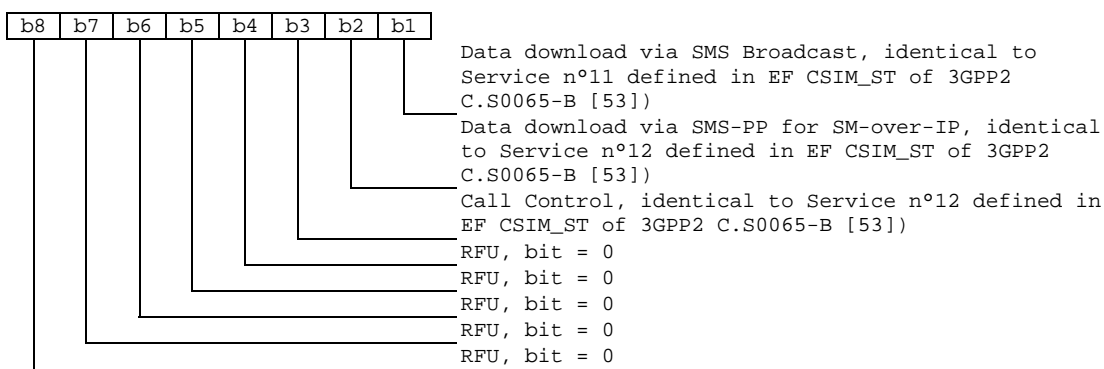 b8 b7 b6 b5 b4 b3 b2 b1
Data download via SMS Broadcast, identical to
Service n°11 defined in EF CSIM_ST of 3GPP2
C.S0065-B [53])
Data download via SMS-PP for SM-over-IP, identical
to Service n°12 defined in EF CSIM_ST of 3GPP2
C.S0065-B [53])
Call Control, identical to Service n°12 defined in
EF CSIM_ST of 3GPP2 C.S0065-B [53])
RFU, bit = 0
RFU, bit = 0
RFU, bit = 0
RFU, bit = 0
RFU, bit = 0